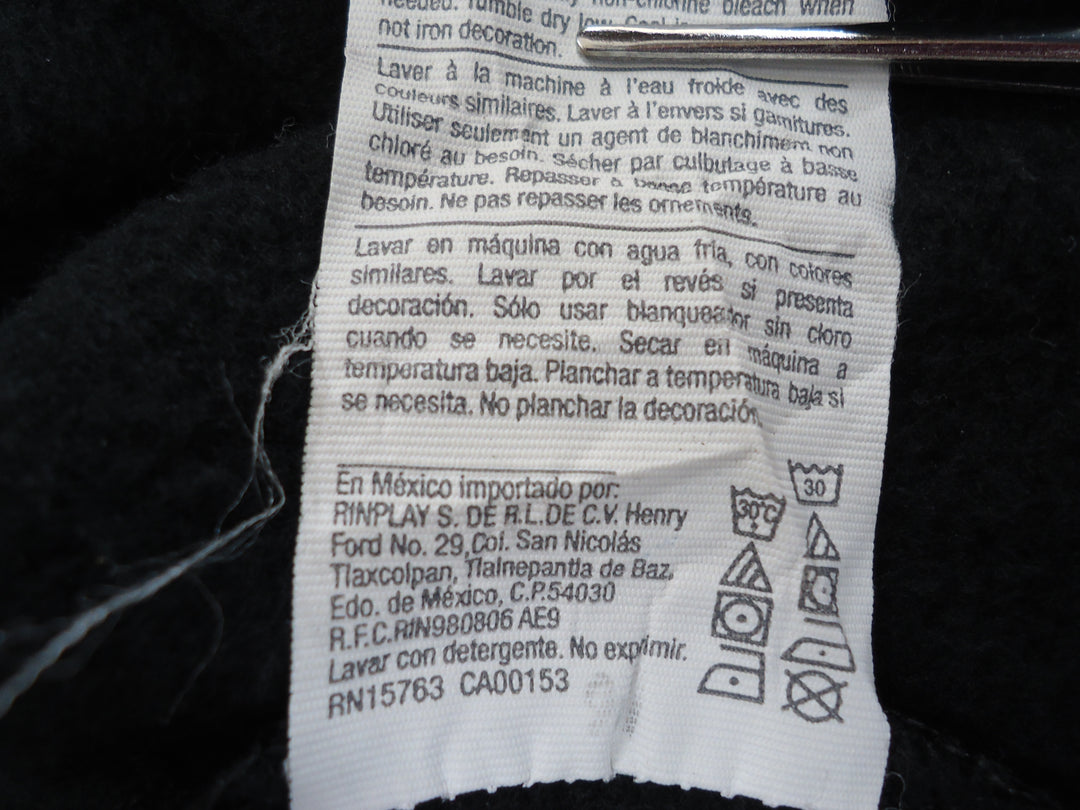 needed. Tumble dry low.
not iron decoration.
Laver à la machine à l'eau froide avec des
couleurs similaires. Laver à l'envers si garnitures.
Utiliser seulement un agent de blanchiment non
chloré au besoin. Sécher par culbutage à basse
température. Repasser à basse température au
besoin. Ne pas repasser les ornements.
Lavar en máquina con agua fría, con colores
similares. Lavar por el revés si presenta
decoración. Sólo usar blanqueador sin cloro
cuando se necesite. Secar en máquina a
temperatura baja. Planchar a temperatura baja si
se necesita. No planchar la decoración.
En México importado por:
RINPLAY S. DE R.L.DE C.V. Henry
Ford No. 29,Col. San Nicolás
Tlaxcolpan, Tlalnepantla de Baz,
Edo. de México, C.P.54030
R.F.C.RIN980806 AE9
Lavar con detergente. No exprimir.
RN15763 CA00153
30°C
30